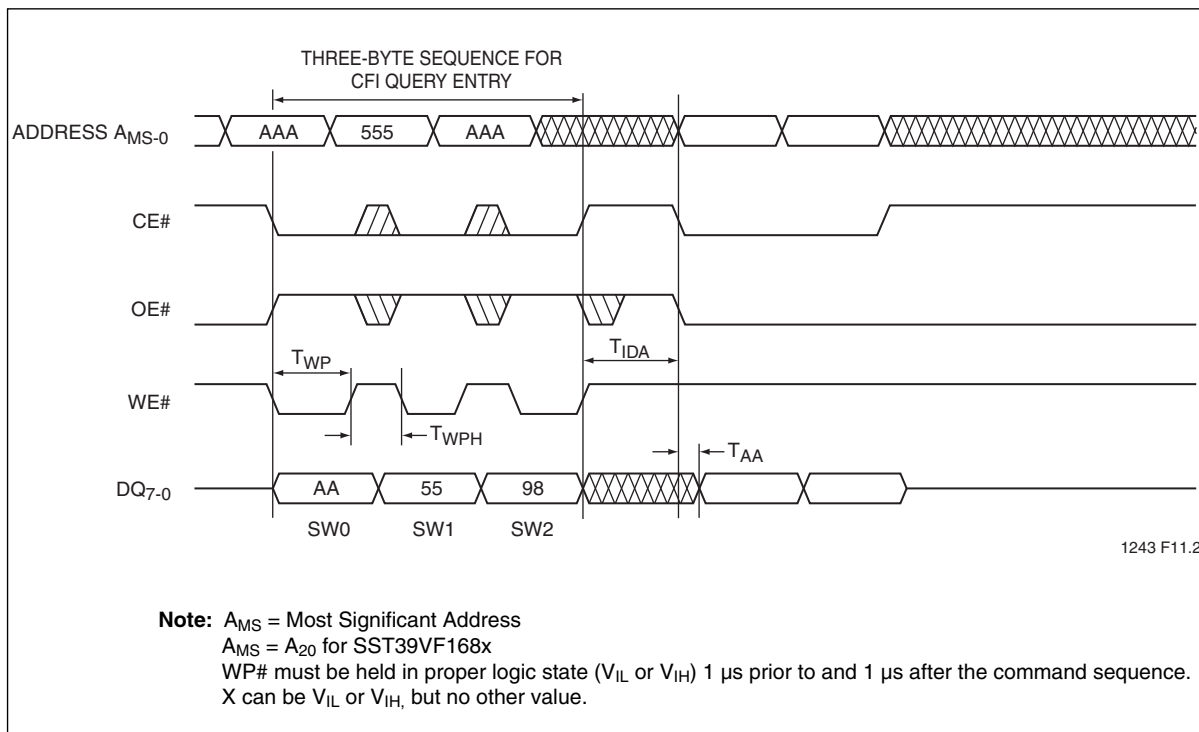 THREE-BYTE SEQUENCE FOR
CFI QUERY ENTRY
ADDRESS AMS-0
AAA 555 AAA
CE#
OE#
TWP
TIDA
WE#
TWPH
TAA
DQ7-0
AA 55 98
SW0 SW1 SW2
1243 F11.2
Note: AMS = Most Significant Address
AMS = A20 for SST39VF168x
WP# must be held in proper logic state (VIL or VIH) 1 µs prior to and 1 µs after the command sequence.
X can be VIL or VIH, but no other value.